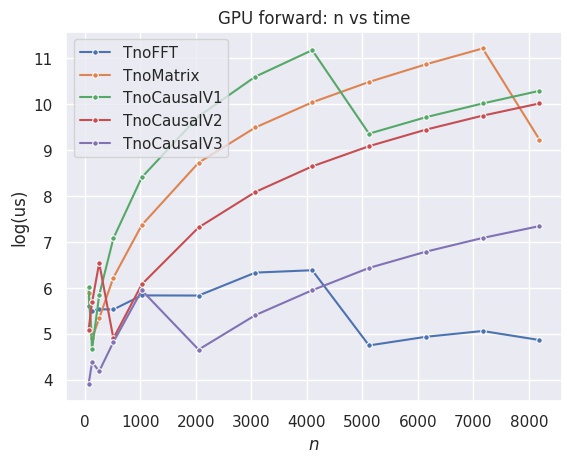 GPU forward: n vs time
TnoFFT
TnoMatrix
TnoCausalV1
TnoCausalV2
TnoCausalV3
log(us)
11
10
9
8
7
6
5
4
0 1000 2000 3000 4000 5000 6000 7000 8000
n